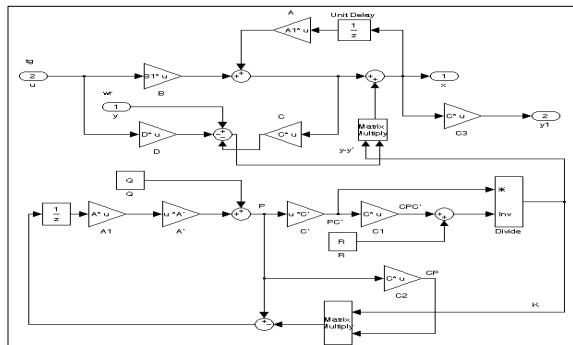 A
Unit Delay
A1* u
1
z
tg
2
u
B1* u
B
1
x
wr
1
y
C
C* u
D* u
D
Matrix
Multiply
y-y'
C* u
C3
2
y1
Q
Q
1
z
A* u
A1
u *A'
A'
P
u *C'
C'
PC'
C* u
C1
CPC'
R
R
Inv
Divide
C* u
C2
CP
K
Matrix
Multiply